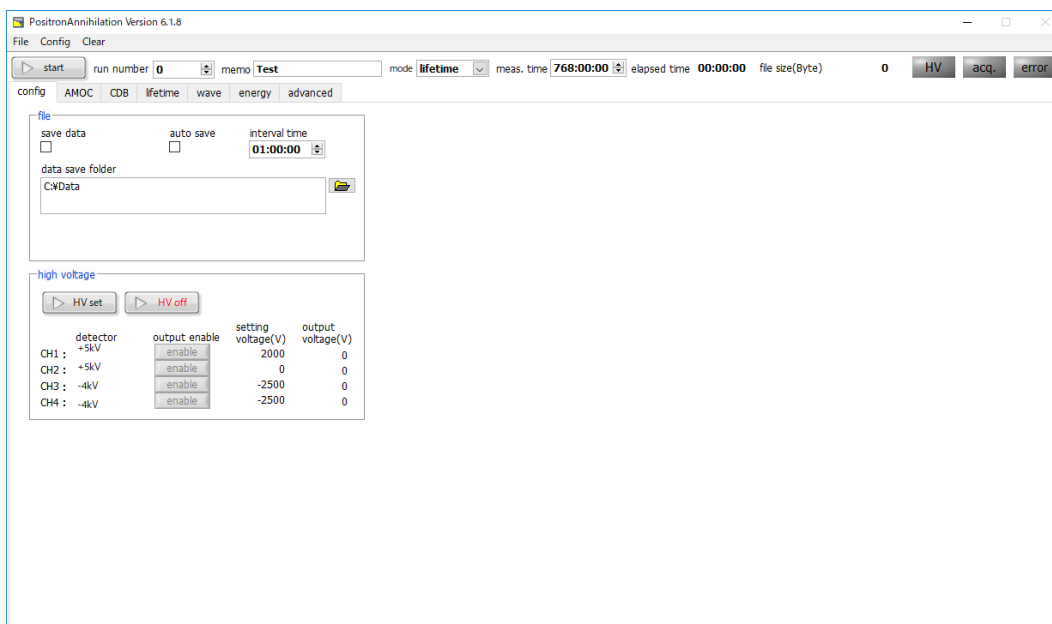 PositronAnnihilation Version 6.1.8
File Config Clear
start run number 0 memo Test mode lifetime meas. time 768:00:00 elapsed time 00:00:00 file size(Byte) 0 HV acq. error
config AMOC CDB lifetime wave energy advanced
file
save data auto save interval time
01:00:00
data save folder
C:¥Data
high voltage
HV set HV off
detector output enable setting voltage(V) output voltage(V)
CH1 : +5kV enable 2000 0
CH2 : +5kV enable 0 0
CH3 : -4kV enable -2500 0
CH4 : -4kV enable -2500 0